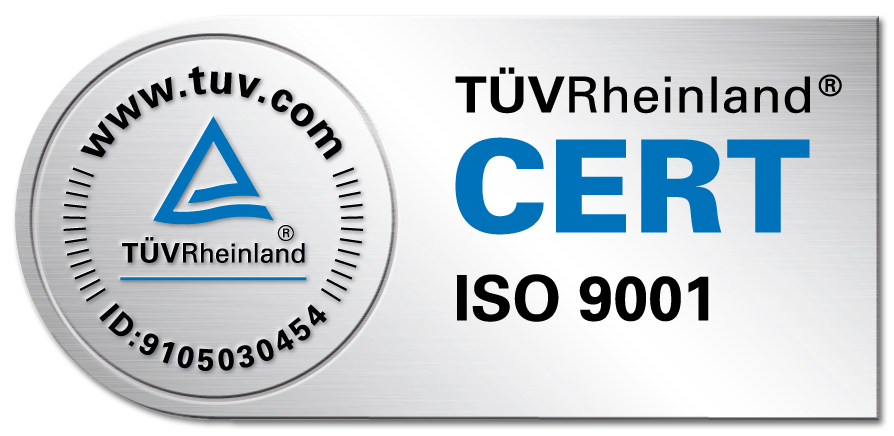 www.tuv.com
TÜVRheinland®
ID:9105030454
TÜVRheinland®
CERT
ISO 9001